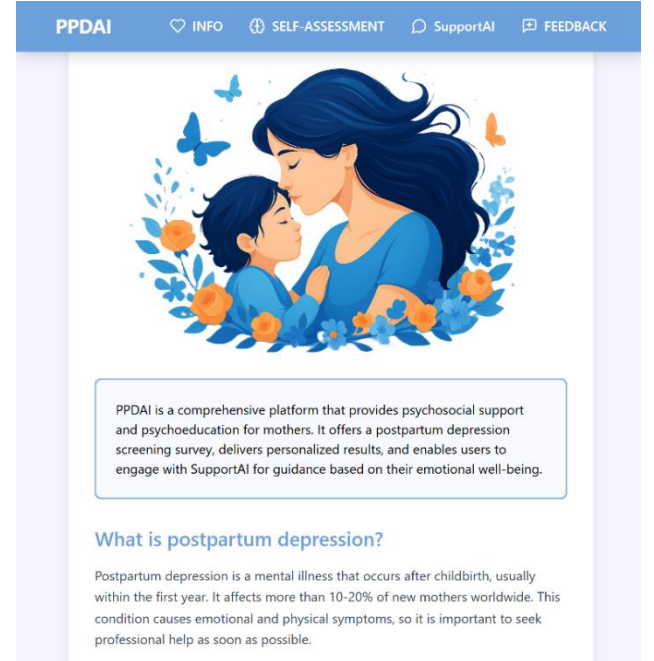 PPDAI INFO SELF-ASSESSMENT SupportAI FEEDBACK
PPDAI is a comprehensive platform that provides psychosocial support
and psychoeducation for mothers. It offers a postpartum depression
screening survey, delivers personalized results, and enables users to
engage with SupportAI for guidance based on their emotional well-being.
What is postpartum depression?
Postpartum depression is a mental illness that occurs after childbirth, usually
within the first year. It affects more than 10-20% of new mothers worldwide. This
condition causes emotional and physical symptoms, so it is important to seek
professional help as soon as possible.